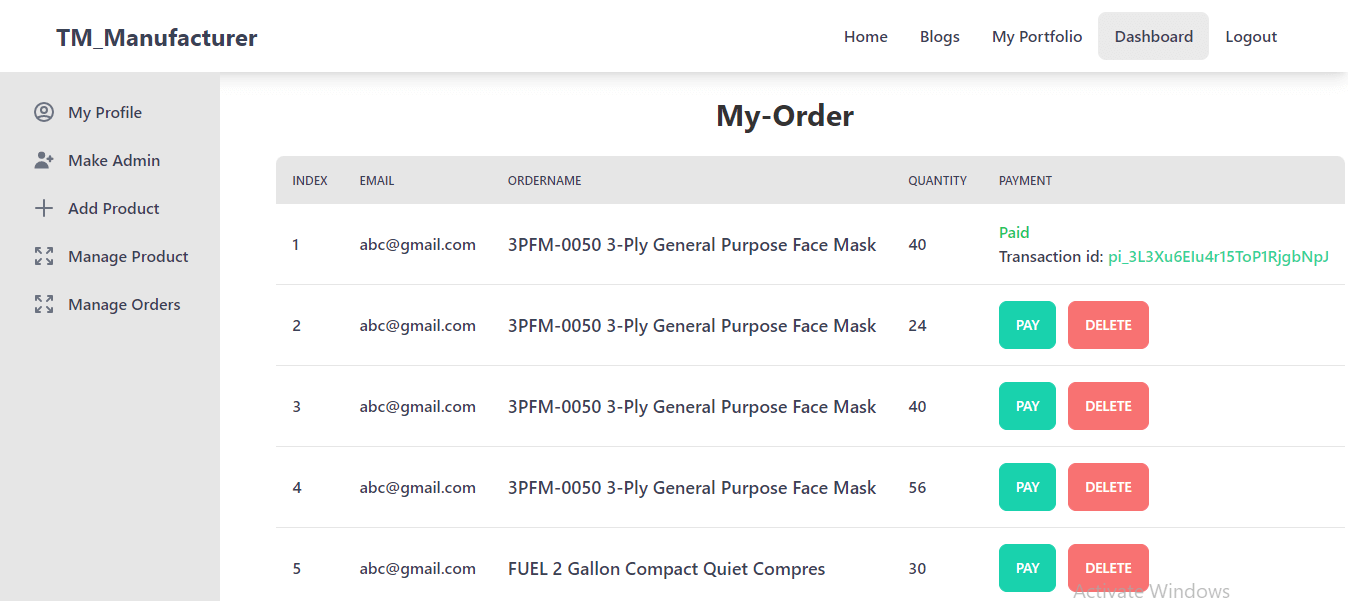 TM_Manufacturer Home Blogs My Portfolio Dashboard Logout
My Profile
Make Admin
Add Product
Manage Product
Manage Orders
My-Order
INDEX EMAIL ORDERNAME QUANTITY PAYMENT
1 abc@gmail.com 3PFM-0050 3-Ply General Purpose Face Mask 40 Paid
Transaction id: pi_3L3Xu6EIu4r15ToP1RjgbNpJ
2 abc@gmail.com 3PFM-0050 3-Ply General Purpose Face Mask 24 PAY DELETE
3 abc@gmail.com 3PFM-0050 3-Ply General Purpose Face Mask 40 PAY DELETE
4 abc@gmail.com 3PFM-0050 3-Ply General Purpose Face Mask 56 PAY DELETE
5 abc@gmail.com FUEL 2 Gallon Compact Quiet Compres 30 PAY DELETE
Activate Windows